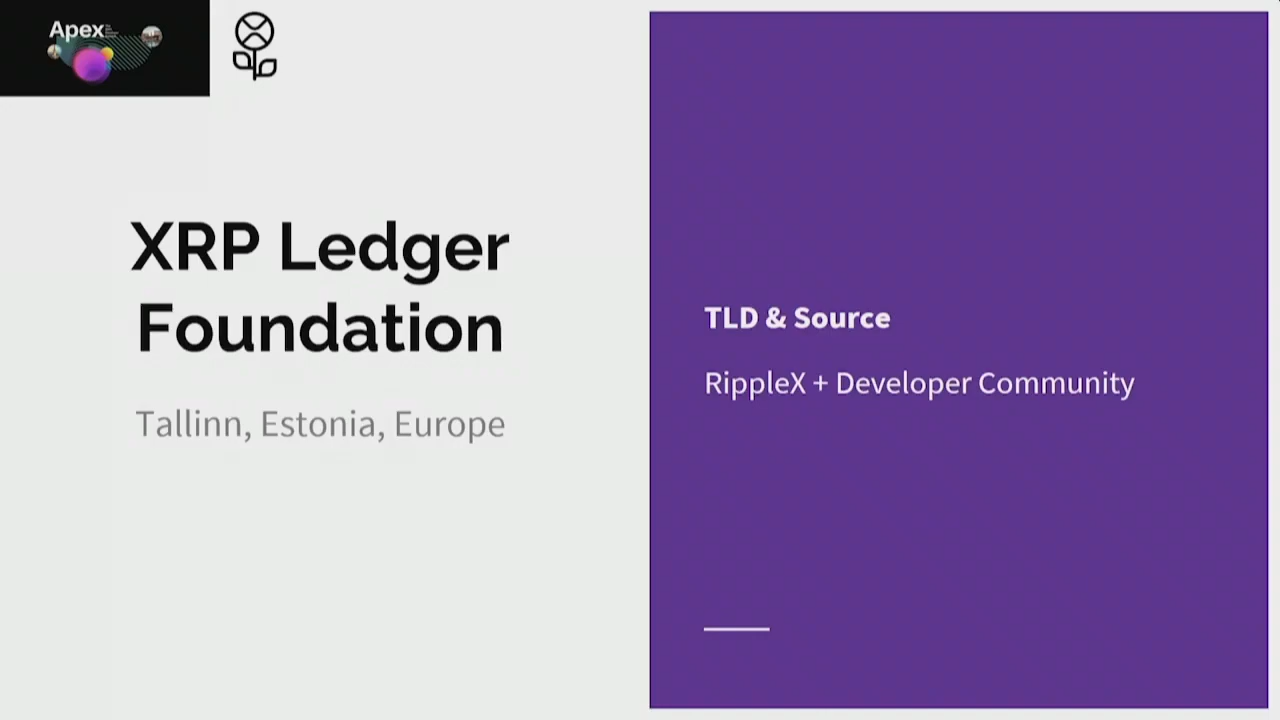 Apex
XRP Ledger
Foundation
Tallinn, Estonia, Europe
TLD & Source
RippleX + Developer Community